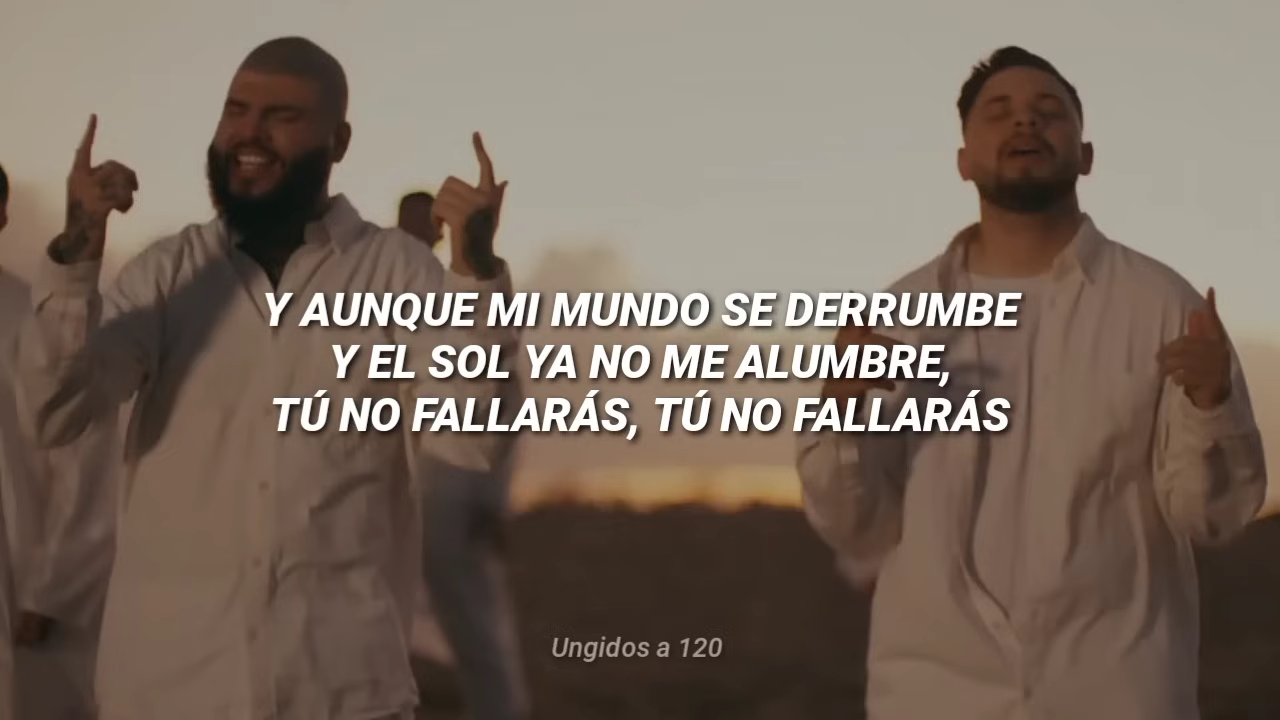 Y AUNQUE MI MUNDO SE DERRUMBE
Y EL SOL YA NO ME ALUMBRE,
TÚ NO FALLARÁS, TÚ NO FALLARÁS
Ungidos a 120